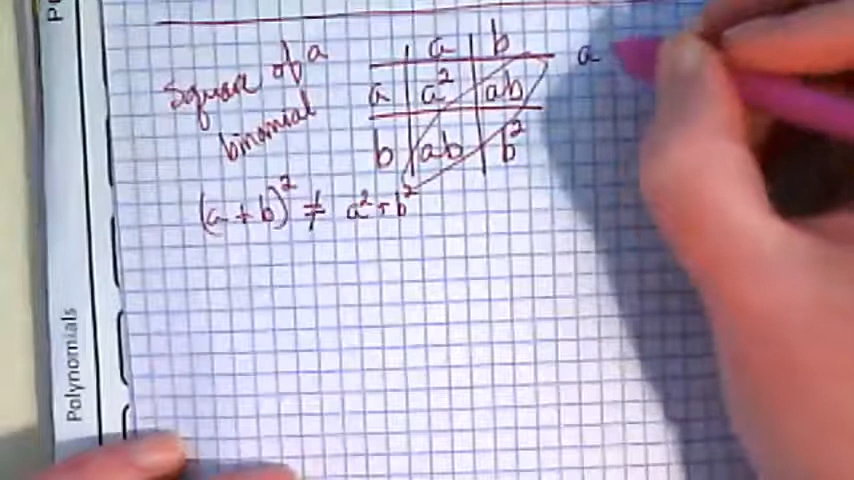 Square of a
binomial
a b
a a² ab
b ab b²
a
(a + b)² ≠ a² + b²
Polynomials